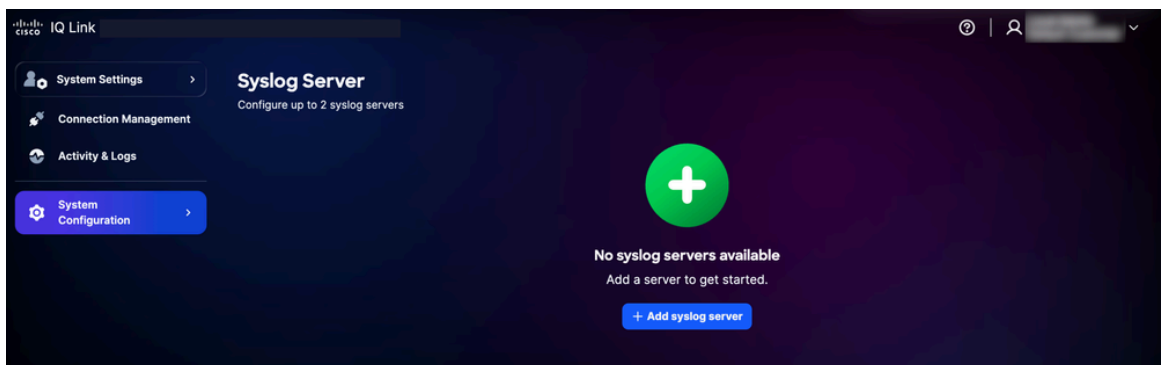 cisco IQ Link
System Settings
Connection Management
Activity & Logs
System
Configuration
Syslog Server
Configure up to 2 syslog servers
No syslog servers available
Add a server to get started.
+ Add syslog server